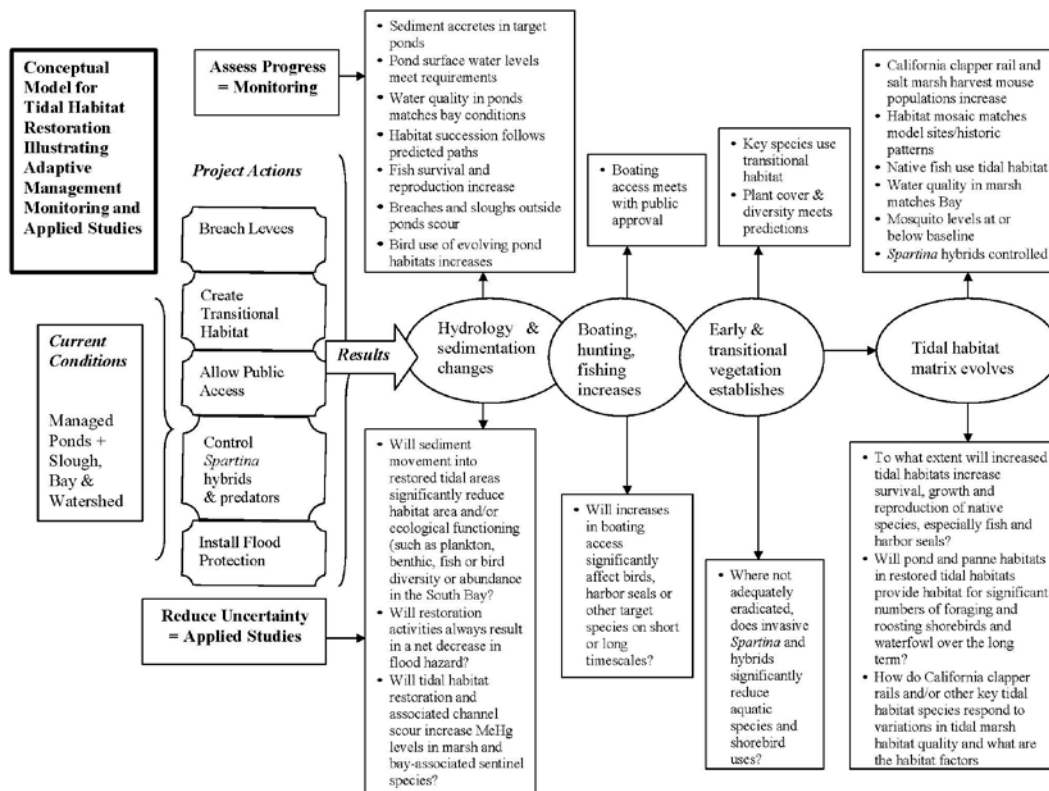 Conceptual
Model for
Tidal Habitat
Restoration
Illustrating
Adaptive
Management
Monitoring and
Applied Studies
Assess Progress
= Monitoring
• Sediment accretes in target
ponds
• Pond surface water levels
meet requirements
• Water quality in ponds
matches bay conditions
• Habitat succession follows
predicted paths
• Fish survival and
reproduction increase
• Breaches and sloughs outside
ponds scour
• Bird use of evolving pond
habitats increases
• Boating
access meets
with public
approval
• Key species use
transitional
habitat
• Plant cover &
diversity meets
predictions
• California clapper rail and
salt marsh harvest mouse
populations increase
• Habitat mosaic matches
model sites/historic
patterns
• Native fish use tidal habitat
• Water quality in marsh
matches Bay
• Mosquito levels at or
below baseline
• Spartina hybrids controlled
Current
Conditions
Managed
Ponds +
Slough,
Bay &
Watershed
Project Actions
Breach Levees
Create
Transitional
Habitat
Allow Public
Access
Control
Spartina
hybrids
& predators
Install Flood
Protection
Results
Hydrology &
sedimentation
changes
Boating,
hunting,
fishing
increases
Early &
transitional
vegetation
establishes
Tidal habitat
matrix evolves
Reduce Uncertainty
= Applied Studies
• Will sediment
movement into
restored tidal areas
significantly reduce
habitat area and/or
ecological functioning
(such as plankton,
benthic, fish or bird
diversity or abundance
in the South Bay?
• Will restoration
activities always result
in a net decrease in
flood hazard?
• Will tidal habitat
restoration and
associated channel
scour increase MeHg
levels in marsh and
bay-associated sentinel
species?
• Will increases
in boating
access
significantly
affect birds,
harbor seals or
other target
species on short
or long
timescales?
• Where not
adequately
eradicated,
does invasive
Spartina and
hybrids
significantly
reduce
aquatic
species and
shorebird
uses?
• To what extent will increased
tidal habitats increase
survival, growth and
reproduction of native
species, especially fish and
harbor seals?
• Will pond and panne habitats
in restored tidal habitats
provide habitat for significant
numbers of foraging and
roosting shorebirds and
waterfowl over the long
term?
• How do California clapper
rails and/or other key tidal
habitat species respond to
variations in tidal marsh
habitat quality and what are
the habitat factors